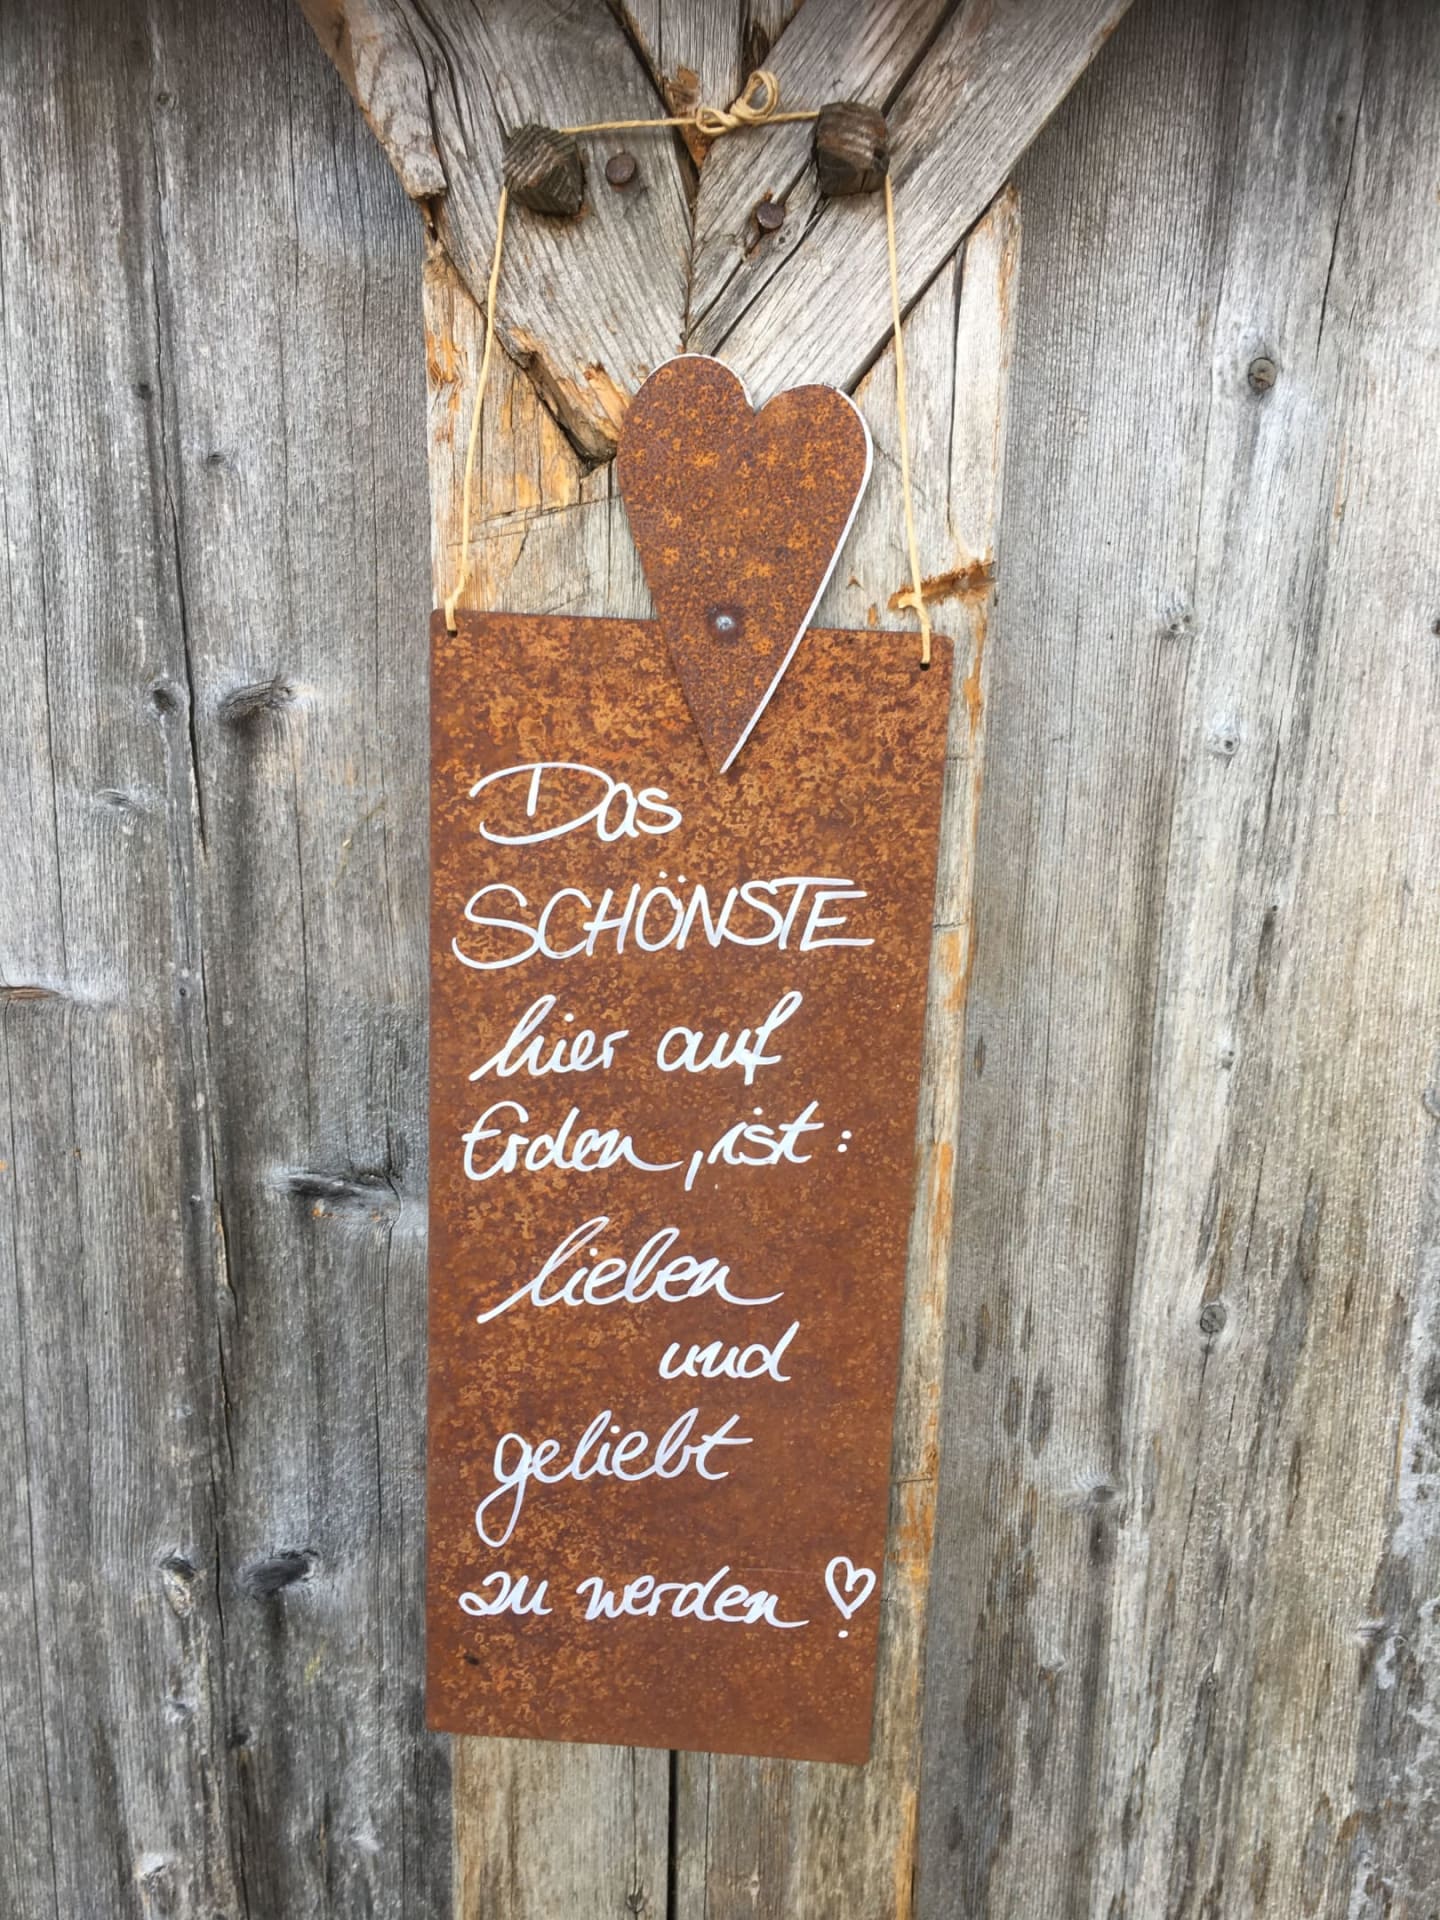 Das
SCHÖNSTE
hier auf
Erden, ist:
lieben
und
geliebt
zu werden